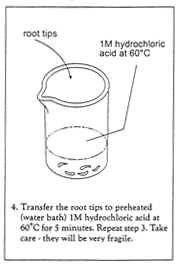 root tips
1M hydrochloric
acid at 60°C
4. Transfer the root tips to preheated
(water bath) 1M hydrochloric acid at
60°C for 5 minutes. Repeat step 3. Take
care - they will be very fragile.